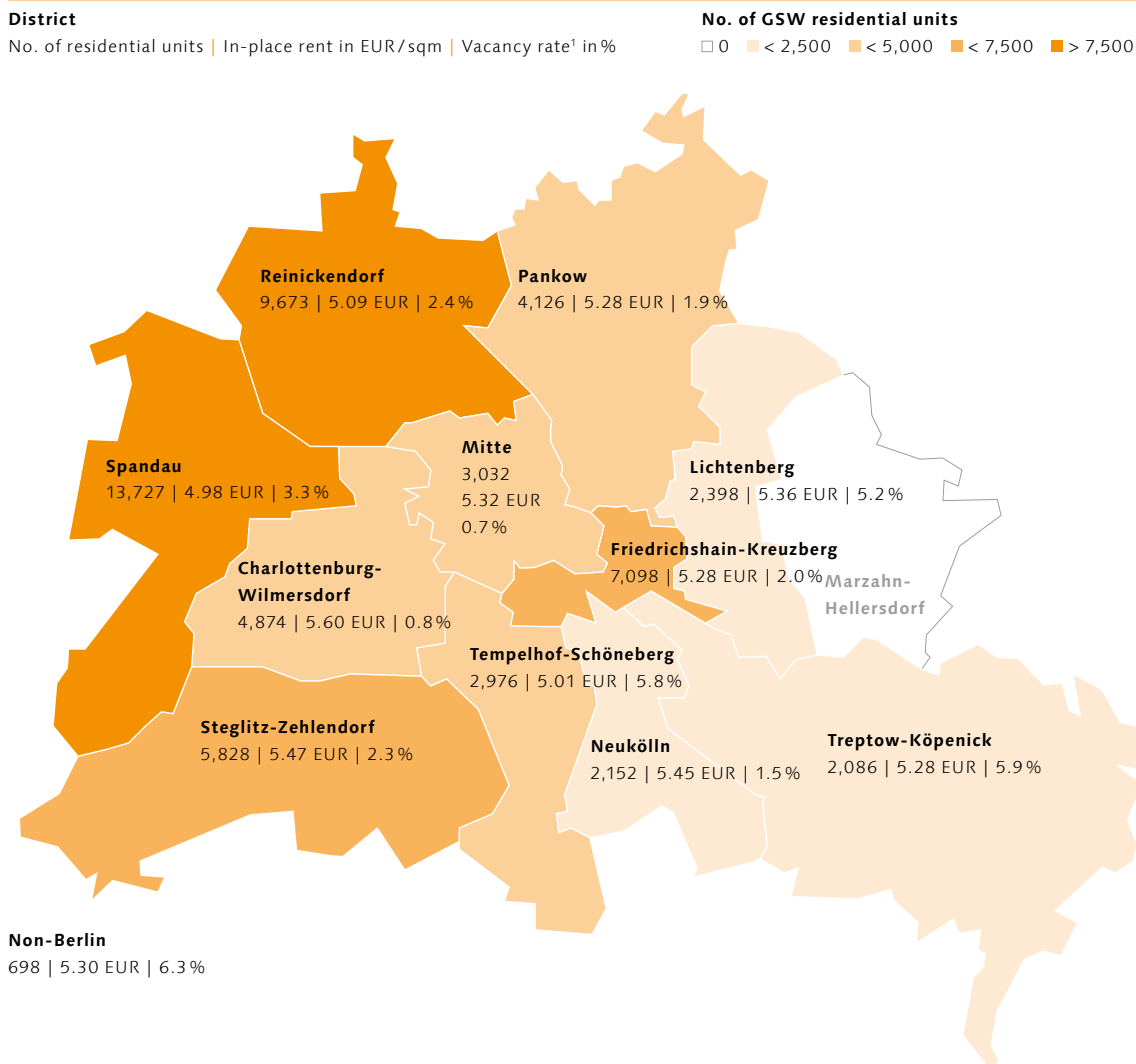 District
No. of residential units | In-place rent in EUR/sqm | Vacancy rate¹ in %
No. of GSW residential units
0 < 2,500 < 5,000 < 7,500 > 7,500
Reinickendorf
9,673 | 5.09 EUR | 2.4 %
Pankow
4,126 | 5.28 EUR | 1.9 %
Spandau
13,727 | 4.98 EUR | 3.3 %
Mitte
3,032
5.32 EUR
0.7 %
Lichtenberg
2,398 | 5.36 EUR | 5.2 %
Friedrichshain-Kreuzberg
7,098 | 5.28 EUR | 2.0 %
Marzahn-
Hellersdorf
Charlottenburg-
Wilmersdorf
4,874 | 5.60 EUR | 0.8 %
Tempelhof-Schöneberg
2,976 | 5.01 EUR | 5.8 %
Steglitz-Zehlendorf
5,828 | 5.47 EUR | 2.3 %
Neukölln
2,152 | 5.45 EUR | 1.5 %
Treptow-Köpenick
2,086 | 5.28 EUR | 5.9 %
Non-Berlin
698 | 5.30 EUR | 6.3 %